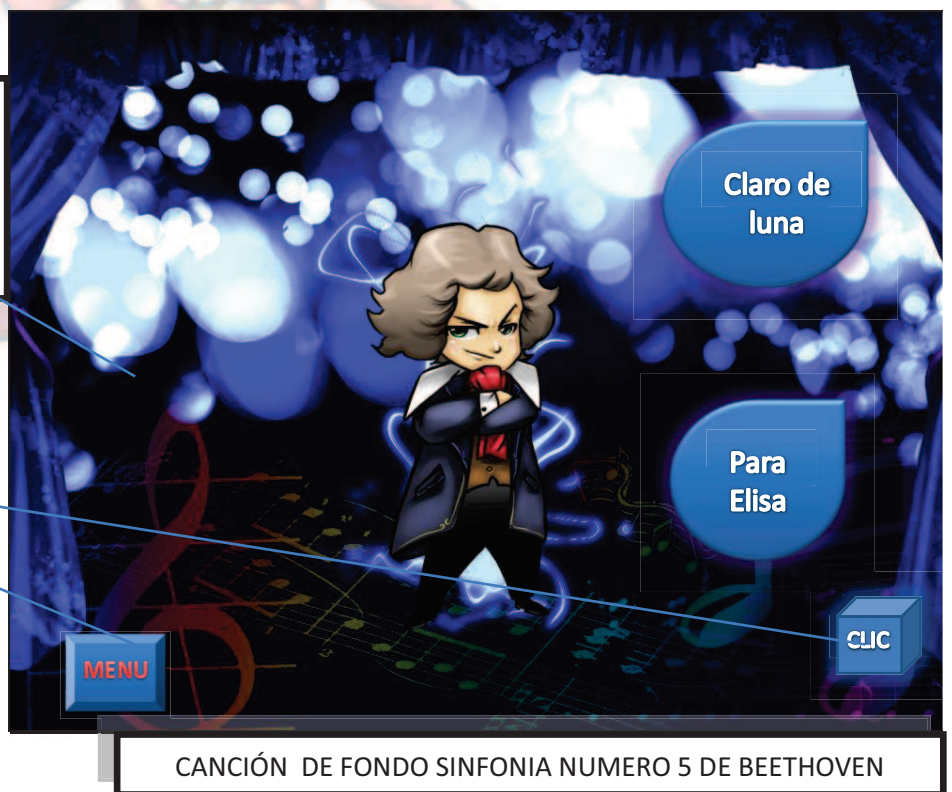 Claro de
luna
Para
Elisa
CLIC
MENU
CANCIÓN DE FONDO SINFONIA NUMERO 5 DE BEETHOVEN